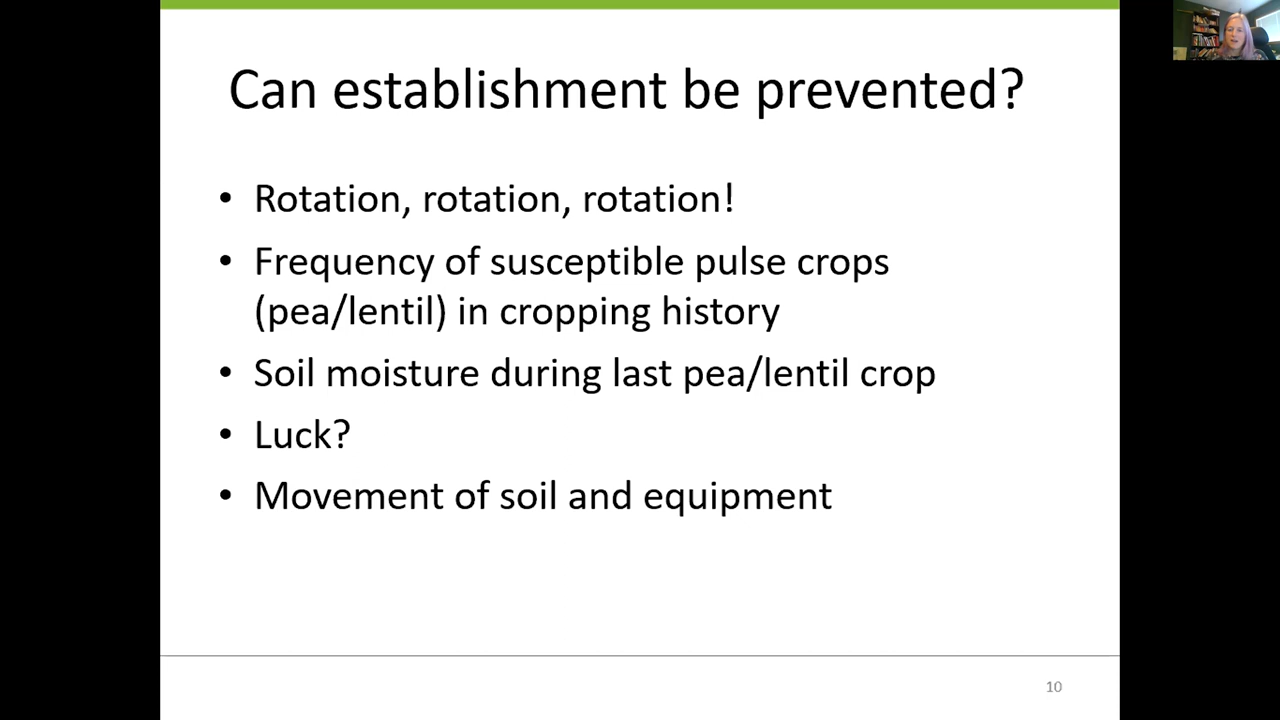 Can establishment be prevented?
• Rotation, rotation, rotation!
• Frequency of susceptible pulse crops
(pea/lentil) in cropping history
• Soil moisture during last pea/lentil crop
• Luck?
• Movement of soil and equipment
10